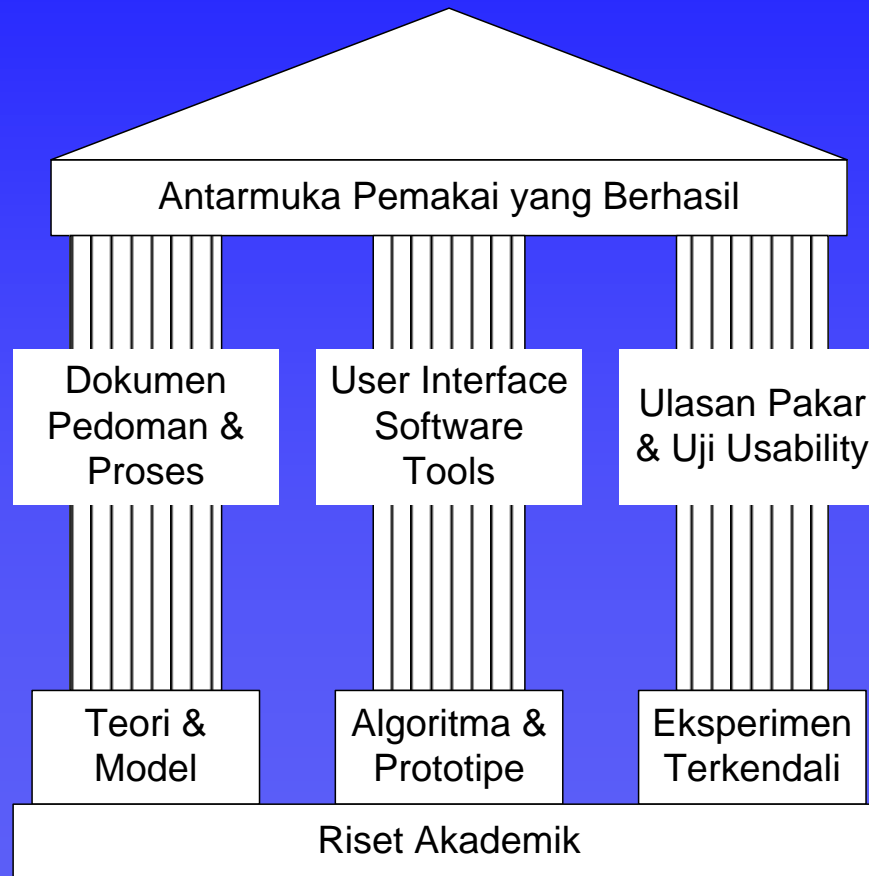 Antarmuka Pemakai yang Berhasil
Dokumen
Pedoman &
Proses
User Interface
Software
Tools
Ulasan Pakar
& Uji Usability
Teori &
Model
Algoritma &
Prototipe
Eksperimen
Terkendali
Riset Akademik